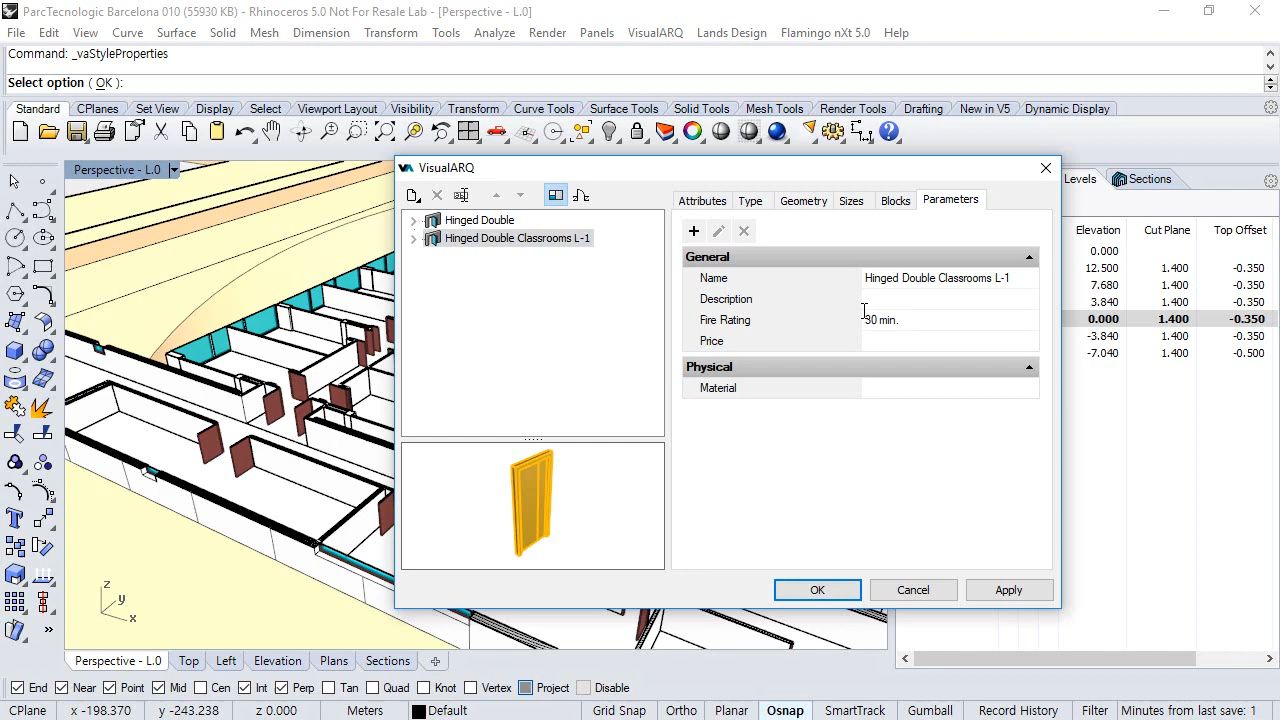 ParcTecnologic Barcelona 010 (55930 KB) - Rhinoceros 5.0 Not For Resale Lab - [Perspective - L.0]
File Edit View Curve Surface Solid Mesh Dimension Transform Tools Analyze Render Panels VisualARQ Lands Design Flamingo nXt 5.0 Help
Command: _vaStyleProperties
Select option ( OK ):
Standard CPlanes Set View Display Select Viewport Layout Visibility Transform Curve Tools Surface Tools Solid Tools Mesh Tools Render Tools Drafting New in V5 Dynamic Display
Perspective - L.0
VisualARQ
Levels Sections
Attributes Type Geometry Sizes Blocks Parameters
Hinged Double
Hinged Double Classrooms L-1
General
Name Hinged Double Classrooms L-1
Description
Fire Rating 30 min.
Price
Physical
Material
OK Cancel Apply
Elevation Cut Plane Top Offset
0.000
12.500 1.400 -0.350
7.680 1.400 -0.350
3.840 1.400 -0.350
0.000 1.400 -0.350
-3.840 1.400 -0.350
-7.040 1.400 -0.500
z
y
x
Perspective - L.0 Top Left Elevation Plans Sections
End Near Point Mid Cen Int Perp Tan Quad Knot Vertex Project Disable
CPlane x -198.370 y -243.238 z 0.000 Meters Default Grid Snap Ortho Planar Osnap SmartTrack Gumball Record History Filter Minutes from last save: 1